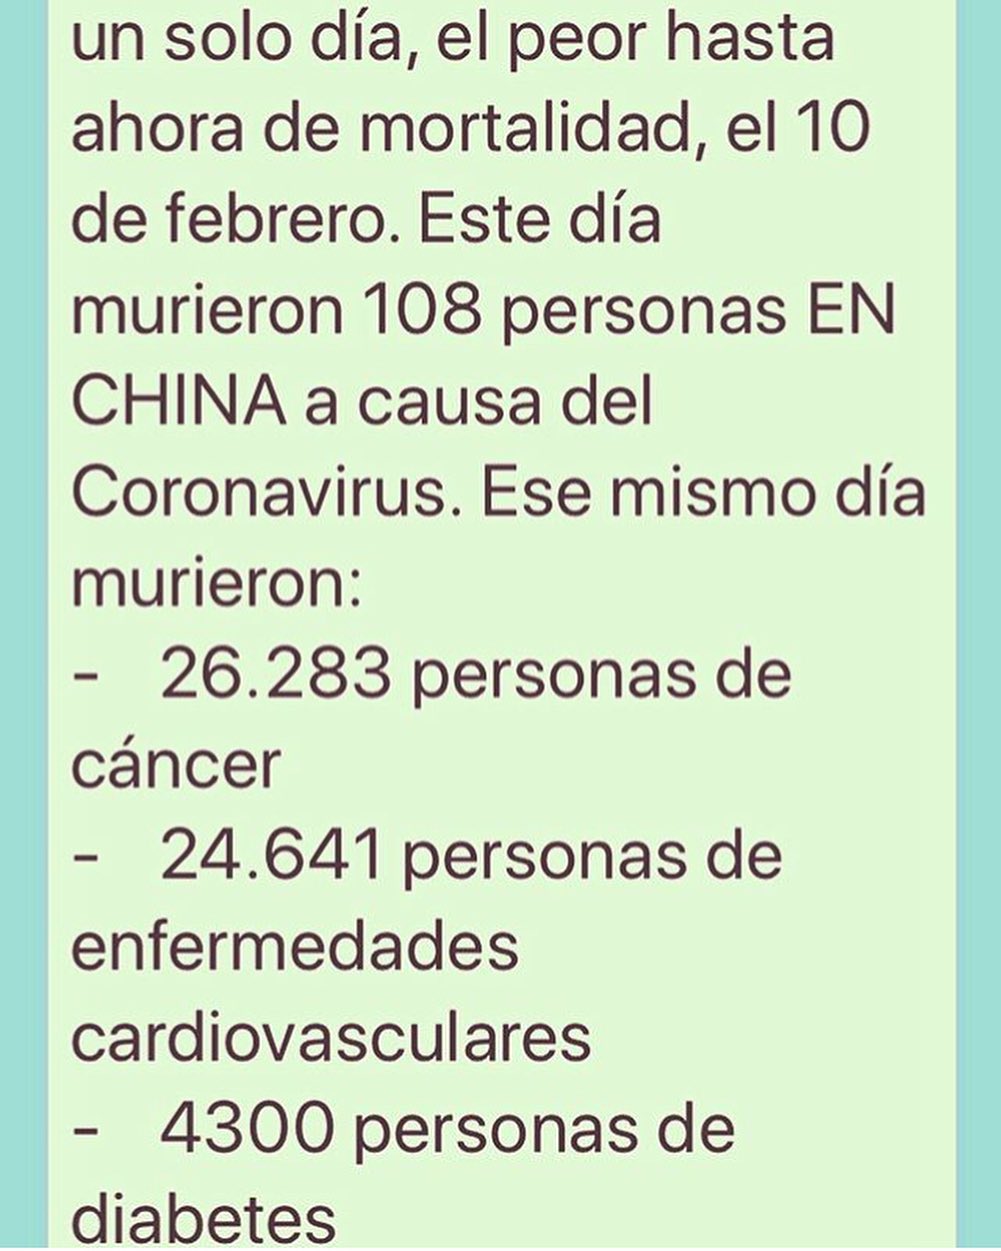 un solo día, el peor hasta
ahora de mortalidad, el 10
de febrero. Este día
murieron 108 personas EN
CHINA a causa del
Coronavirus. Ese mismo día
murieron:
- 26.283 personas de
cáncer
- 24.641 personas de
enfermedades
cardiovasculares
- 4300 personas de
diabetes